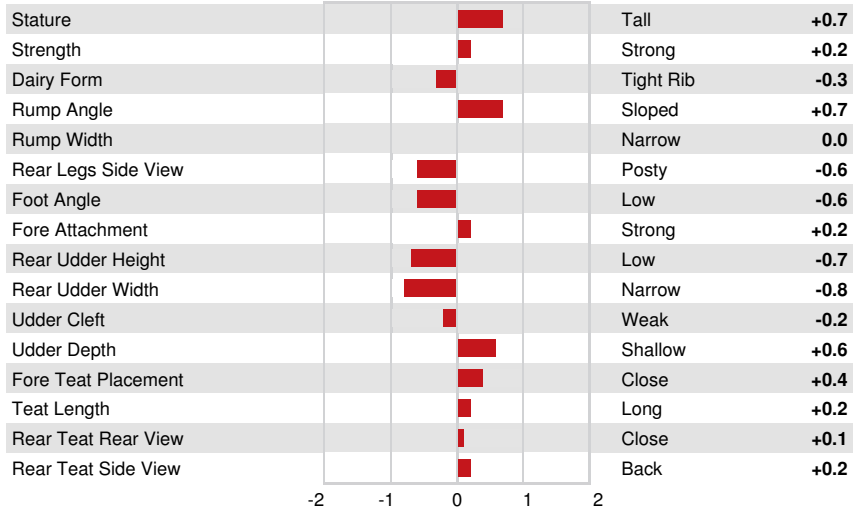 Stature Tall +0.7
Strength Strong +0.2
Dairy Form Tight Rib -0.3
Rump Angle Sloped +0.7
Rump Width Narrow 0.0
Rear Legs Side View Posty -0.6
Foot Angle Low -0.6
Fore Attachment Strong +0.2
Rear Udder Height Low -0.7
Rear Udder Width Narrow -0.8
Udder Cleft Weak -0.2
Udder Depth Shallow +0.6
Fore Teat Placement Close +0.4
Teat Length Long +0.2
Rear Teat Rear View Close +0.1
Rear Teat Side View Back +0.2
-2 -1 0 1 2